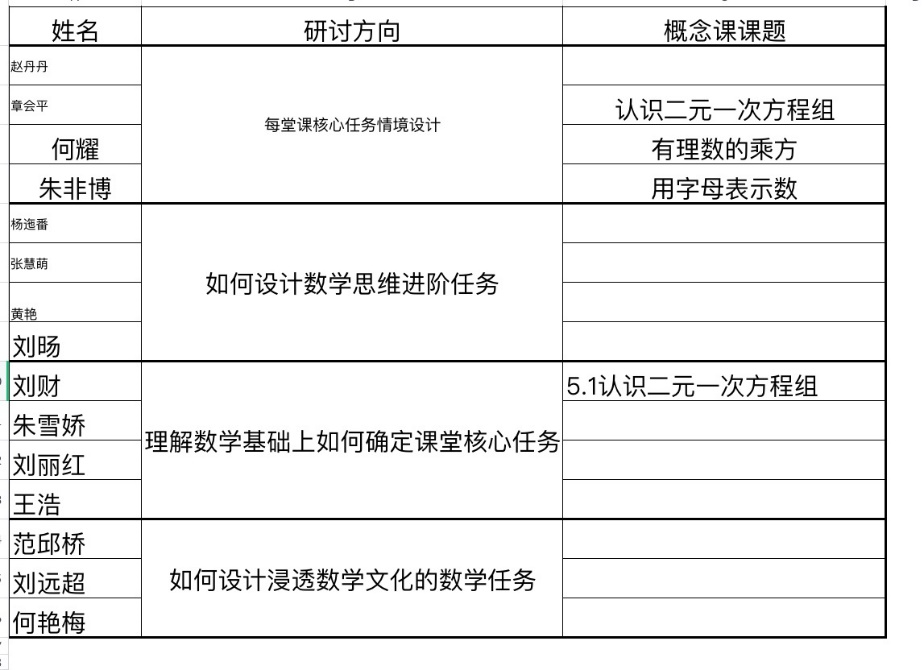 姓名 研讨方向 概念课课题
赵丹丹
章会平 认识二元一次方程组
每堂课核心任务情境设计
何耀 有理数的乘方
朱非博 用字母表示数
杨迤番
张慧萌
如何设计数学思维进阶任务
黄艳
刘旸
刘财 5.1认识二元一次方程组
朱雪娇
理解数学基础上如何确定课堂核心任务
刘丽红
王浩
范邱桥
刘远超 如何设计浸透数学文化的数学任务
何艳梅